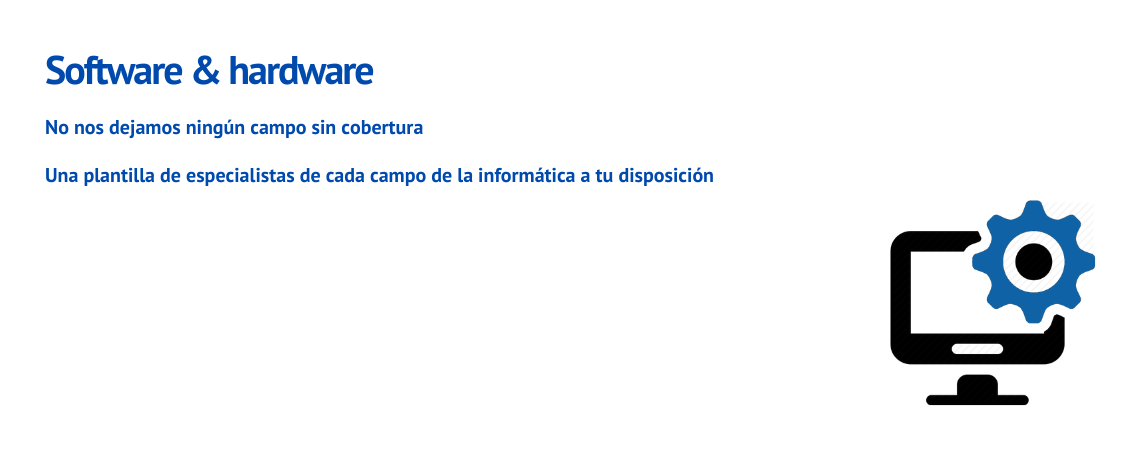 Software & hardware
No nos dejamos ningún campo sin cobertura
Una plantilla de especialistas de cada campo de la informática a tu disposición